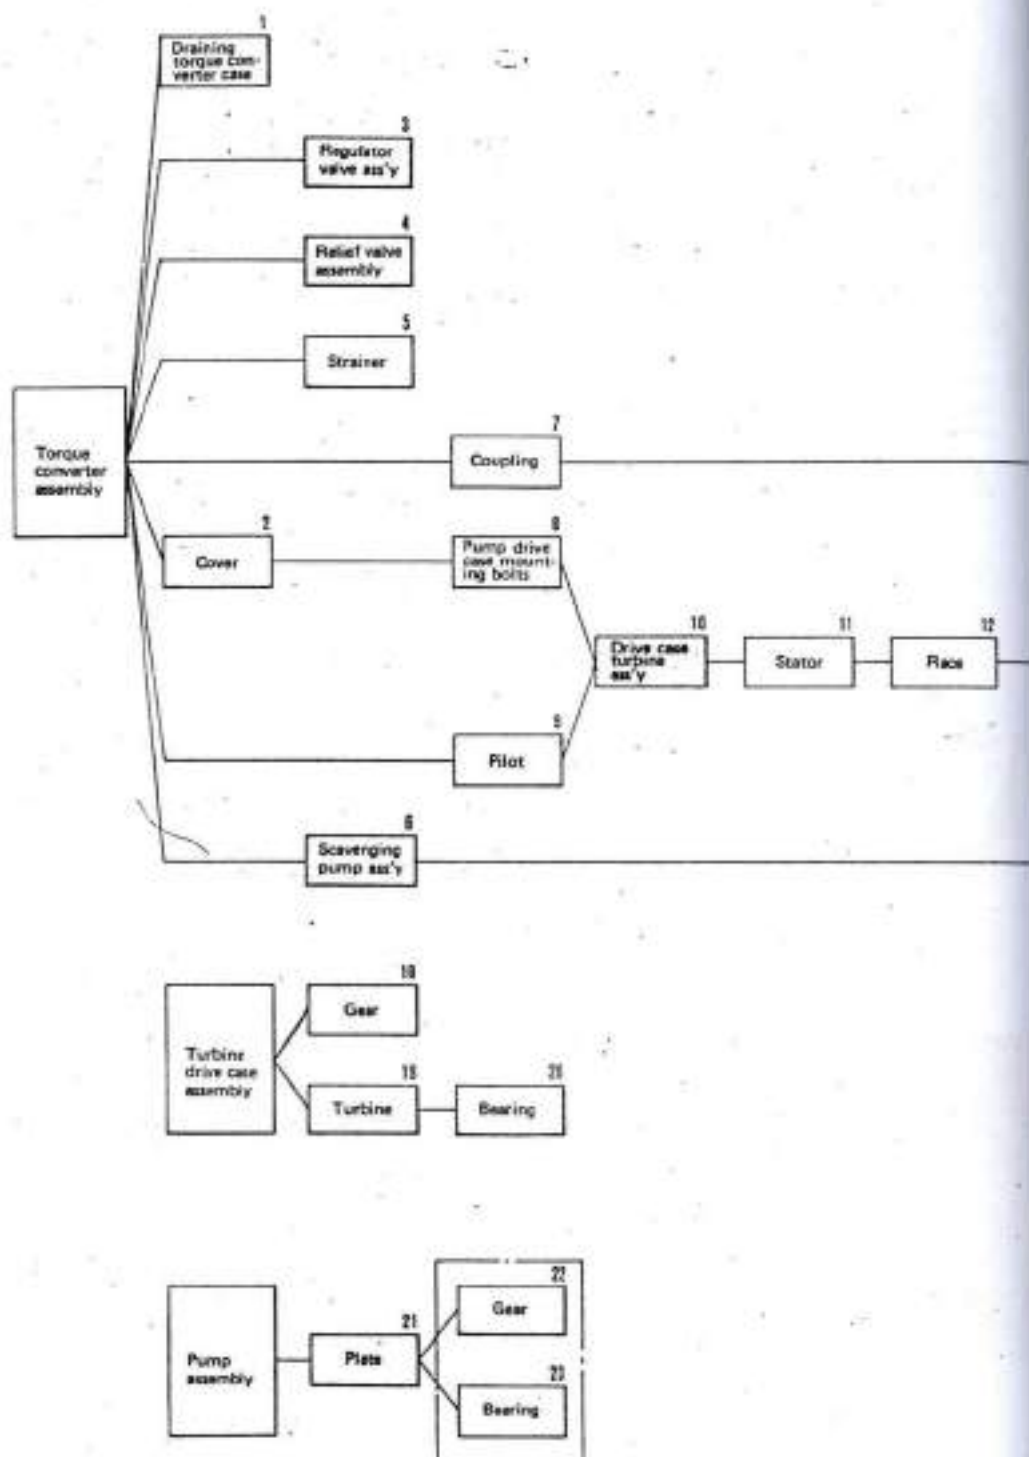 1
Draining
torque con-
verter case
3
Regulator
valve ass'y
4
Relief valve
assembly
5
Strainer
Torque
converter
assembly
7
Coupling
2
Cover
8
Pump drive
case mount-
ing bolts
10
Drive case
turbine
ass'y
11
Stator
12
Race
Pilot
6
Scavenging
pump ass'y
Turbine
drive case
assembly
Gear
19
Turbine
20
Bearing
Pump
assembly
21
Plate
22
Gear
23
Bearing